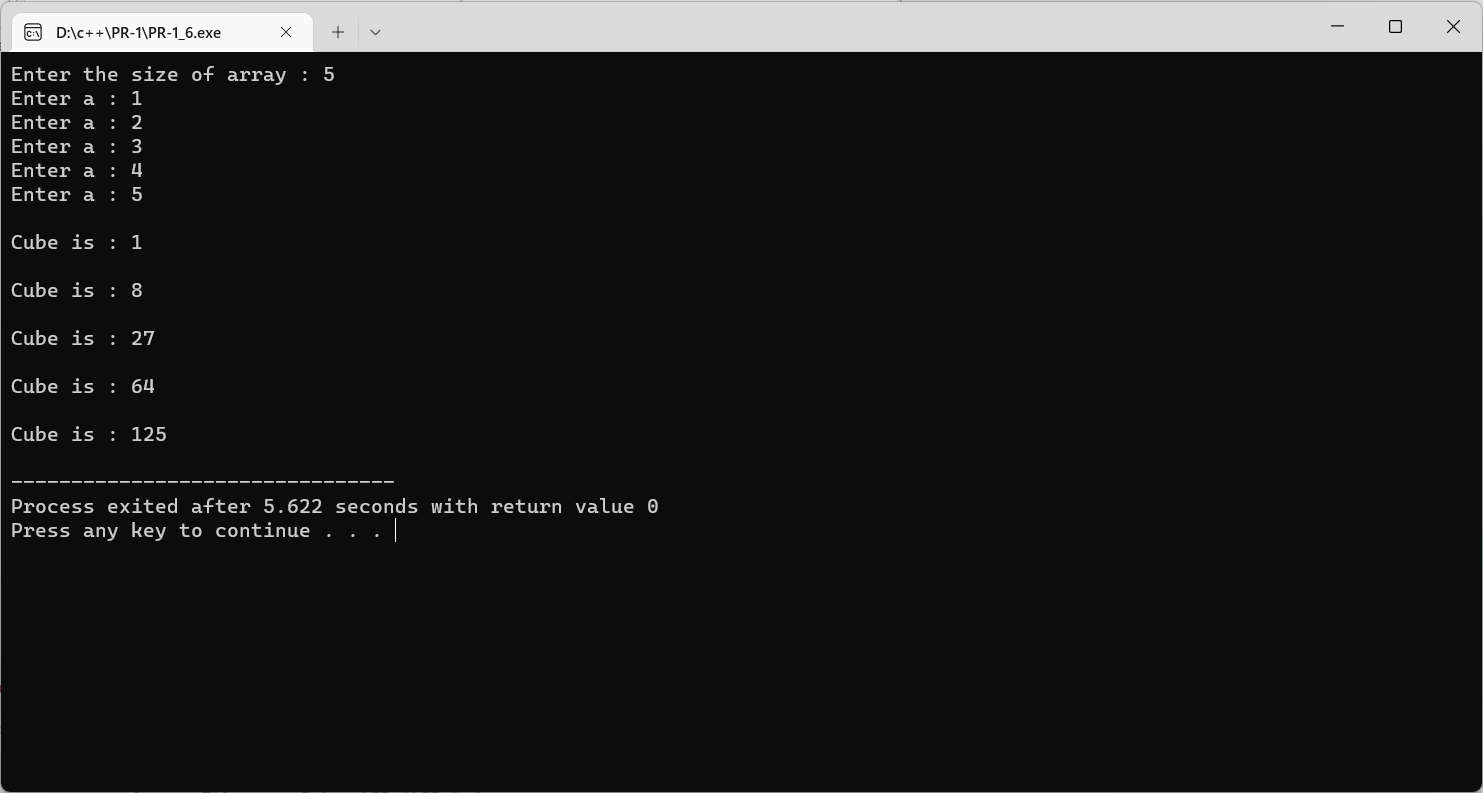 D:\c++\PR-1\PR-1_6.exe
Enter the size of array : 5
Enter a : 1
Enter a : 2
Enter a : 3
Enter a : 4
Enter a : 5
Cube is : 1
Cube is : 8
Cube is : 27
Cube is : 64
Cube is : 125
--------------------------------
Process exited after 5.622 seconds with return value 0
Press any key to continue . . .